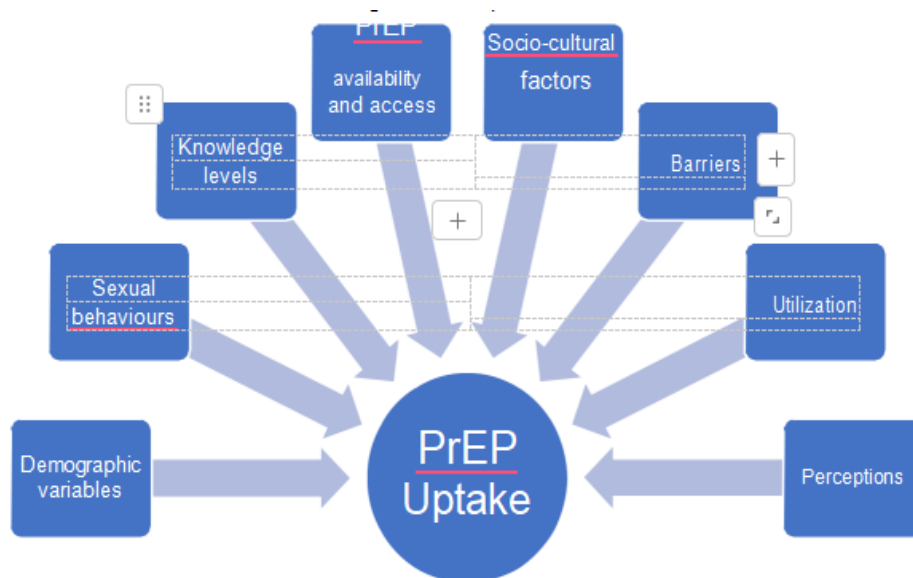 PrEP
availability
and access
Socio-cultural
factors
Knowledge
levels
Barriers
Sexual
behaviours
Utilization
Demographic
variables
PrEP
Uptake
Perceptions